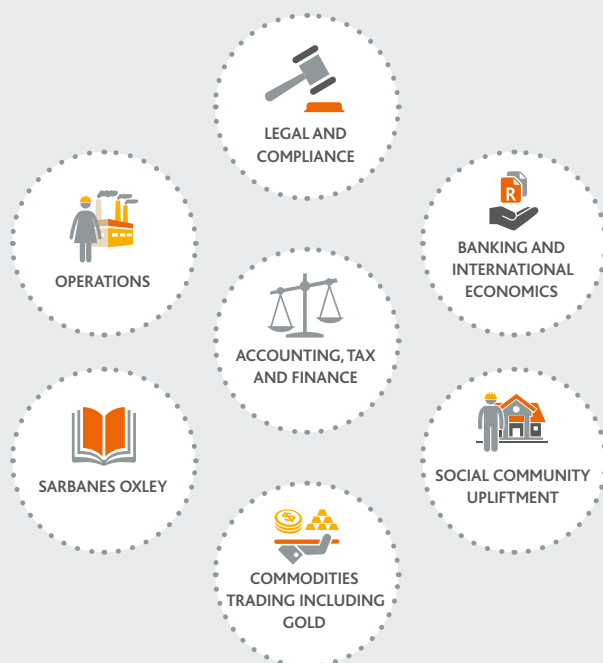 LEGAL AND
COMPLIANCE
OPERATIONS
R
BANKING AND
INTERNATIONAL
ECONOMICS
ACCOUNTING, TAX
AND FINANCE
SARBANES OXLEY
SOCIAL COMMUNITY
UPLIFTMENT
$
COMMODITIES
TRADING INCLUDING
GOLD